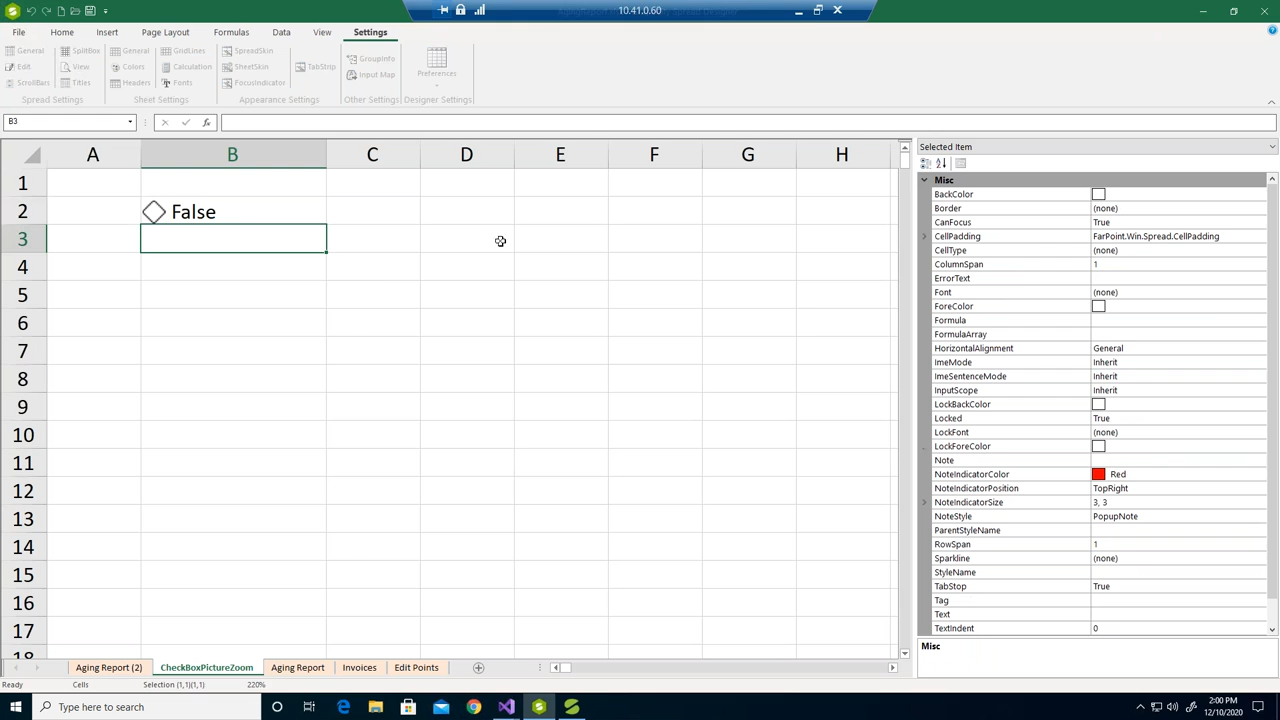 10.41.0.60
File Home Insert Page Layout Formulas Data View Settings
General SplitBox General GridLines SpreadSkin GroupInfo
Edit View Colors Calculation SheetSkin TabStrip Input Map Preferences
ScrollBars Titles Headers Fonts FocusIndicator
Spread Settings Sheet Settings Appearance Settings Other Settings Designer Settings
B3
Selected Item
A B C D E F G H
1
2 False
3
4
5
6
7
8
9
10
11
12
13
14
15
16
17
18
Misc
BackColor
Border (none)
CanFocus True
CellPadding FarPoint.Win.Spread.CellPadding
CellType (none)
ColumnSpan 1
ErrorText
Font (none)
ForeColor
Formula
FormulaArray
HorizontalAlignment General
ImeMode Inherit
ImeSentenceMode Inherit
InputScope Inherit
LockBackColor
Locked True
LockFont (none)
LockForeColor
Note
NoteIndicatorColor Red
NoteIndicatorPosition TopRight
NoteIndicatorSize 3, 3
NoteStyle PopupNote
ParentStyleName
RowSpan 1
Sparkline (none)
StyleName
TabStop True
Tag
Text
TextIndent 0
Misc
Aging Report (2) CheckBoxPictureZoom Aging Report Invoices Edit Points
Ready Cells Selection (1,1)(1,1) 220%
Type here to search
2:00 PM
12/10/2020